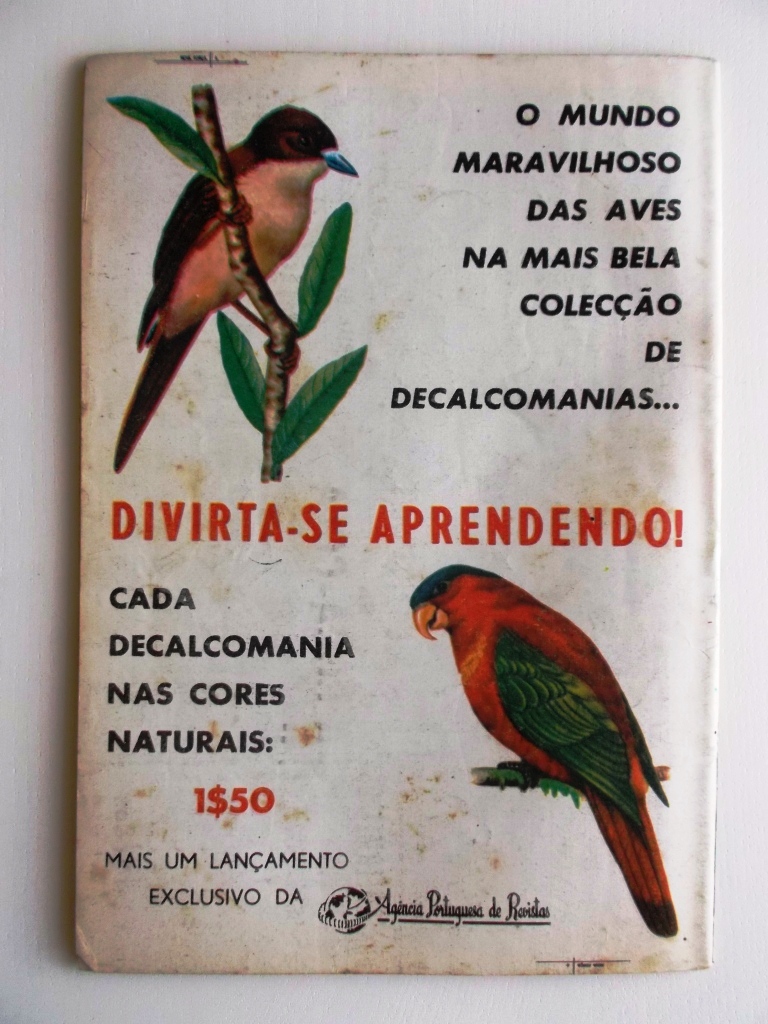 O MUNDO
MARAVILHOSO
DAS AVES
NA MAIS BELA
COLECÇÃO
DE
DECALCOMANIAS...
DIVIRTA-SE APRENDENDO!
CADA
DECALCOMANIA
NAS CORES
NATURAIS:
1$50
MAIS UM LANÇAMENTO
EXCLUSIVO DA Agência Portuguesa de Revistas